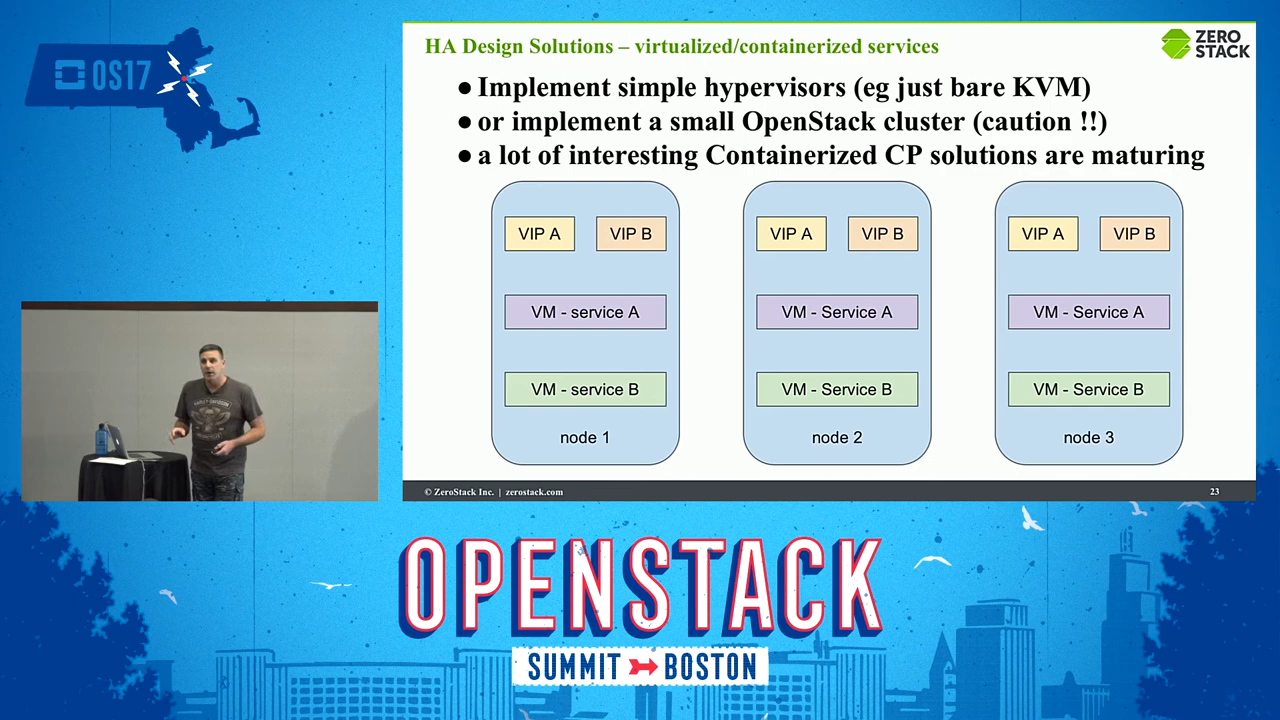 OS17
HA Design Solutions – virtualized/containerized services
ZERO
STACK
● Implement simple hypervisors (eg just bare KVM)
● or implement a small OpenStack cluster (caution !!)
● a lot of interesting Containerized CP solutions are maturing
VIP A VIP B
VM - service A
VM - service B
node 1
VIP A VIP B
VM - Service A
VM - Service B
node 2
VIP A VIP B
VM - Service A
VM - Service B
node 3
© ZeroStack Inc. | zerostack.com
23
HARLEY-DAVIDSON
OPENSTACK
SUMMIT BOSTON